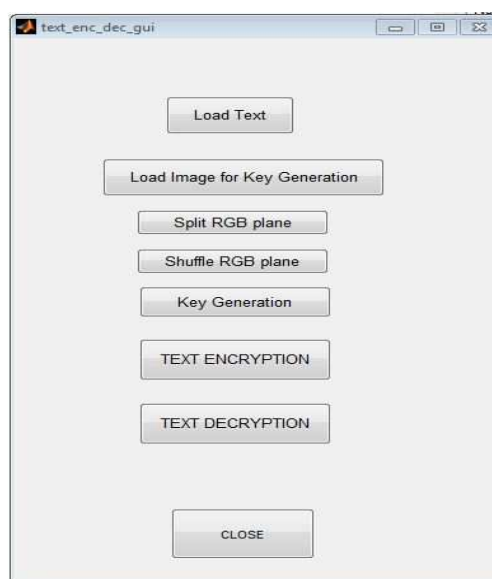 text_enc_dec_gui
Load Text
Load Image for Key Generation
Split RGB plane
Shuffle RGB plane
Key Generation
TEXT ENCRYPTION
TEXT DECRYPTION
CLOSE